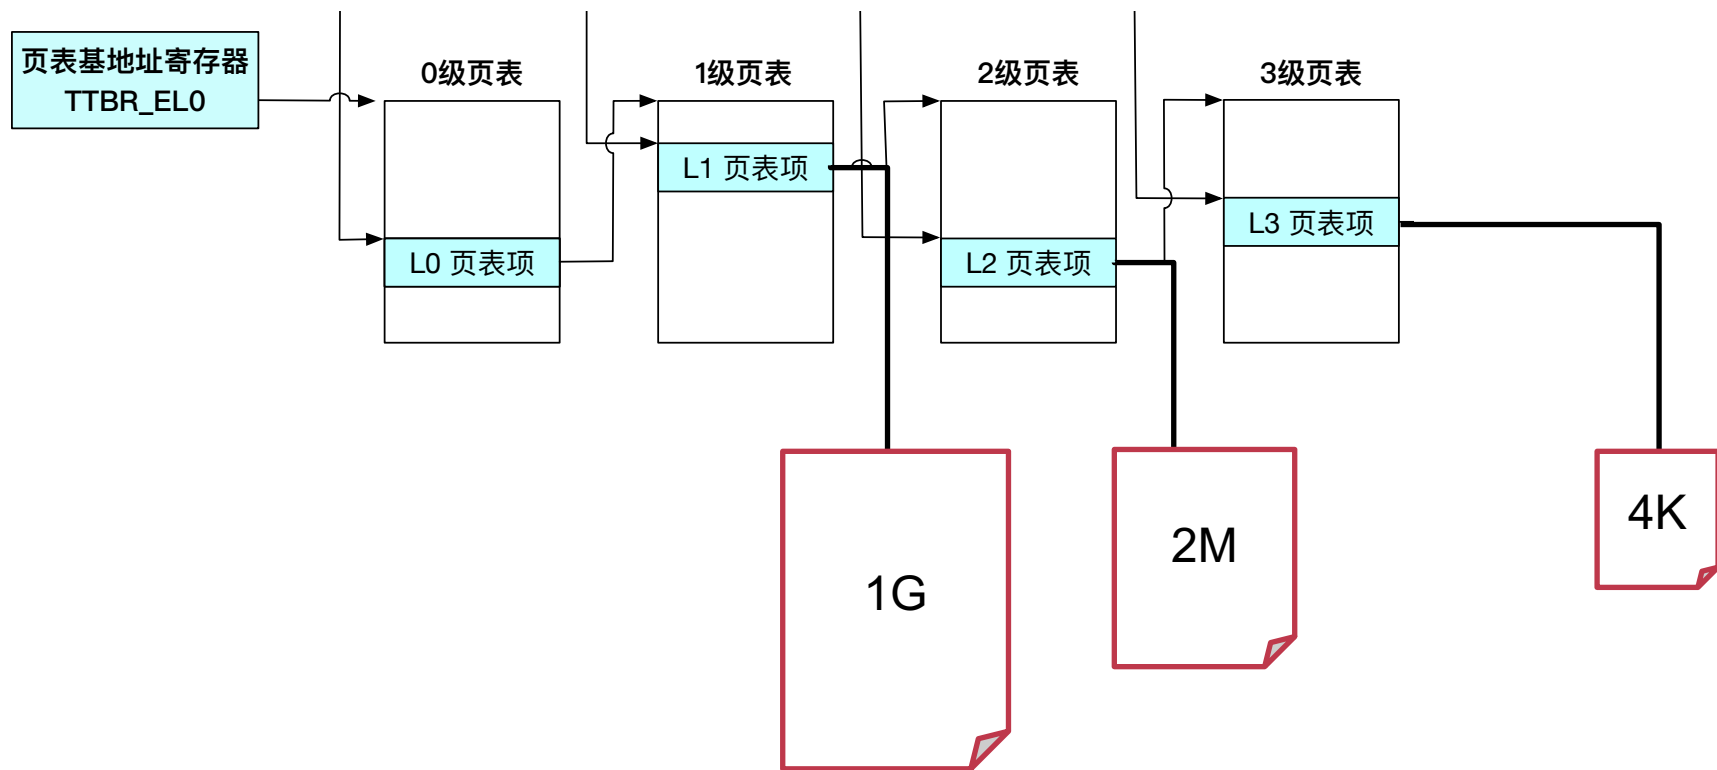 页表基地址寄存器
TTBR_EL0
0级页表
1级页表
2级页表
3级页表
L0 页表项
L1 页表项
L2 页表项
L3 页表项
1G
2M
4K